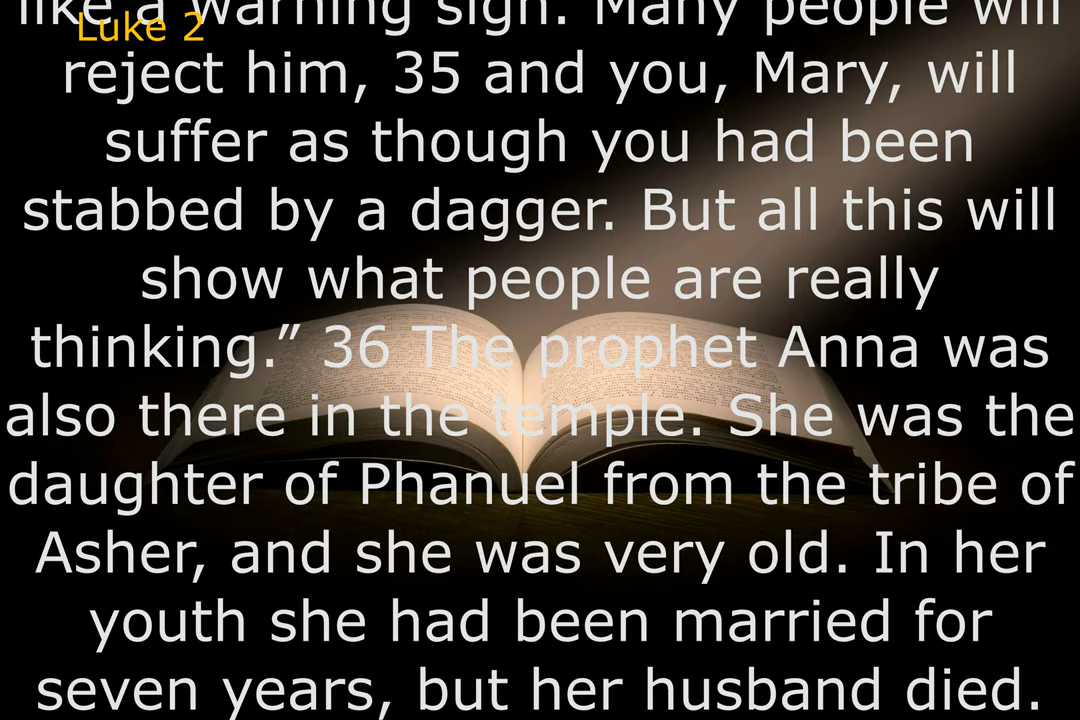 like a warning sign. Many people will
Luke 2
reject him, 35 and you, Mary, will
suffer as though you had been
stabbed by a dagger. But all this will
show what people are really
thinking.” 36 The prophet Anna was
also there in the temple. She was the
daughter of Phanuel from the tribe of
Asher, and she was very old. In her
youth she had been married for
seven years, but her husband died.